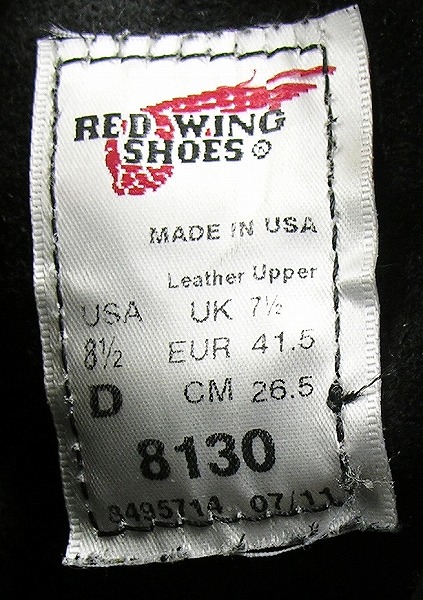 RED WING
SHOES ®
MADE IN USA
Leather Upper
USA UK 7½
8½ EUR 41.5
D CM 26.5
8130
8495714 07/11